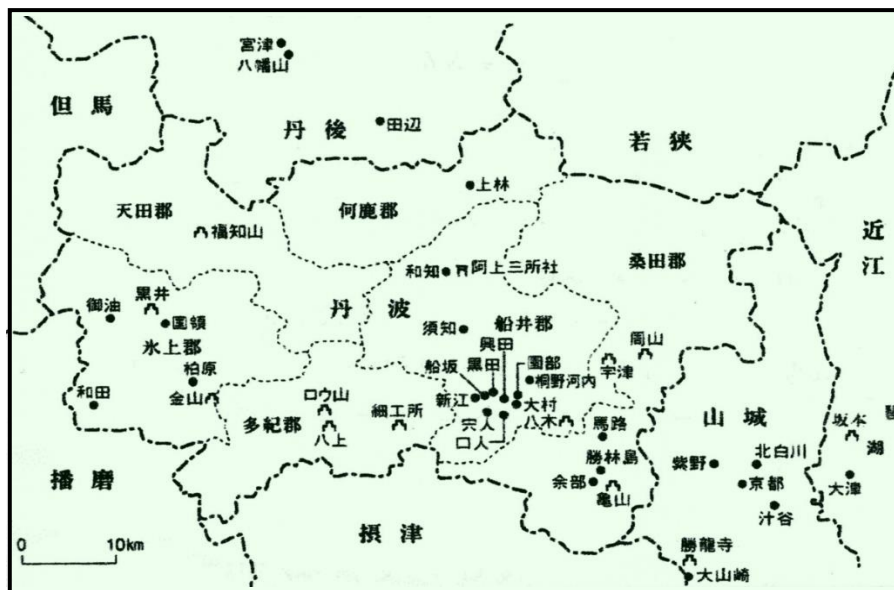 宮津
八幡山
但馬
丹後
田辺
若狭
上林
天田郡
何鹿郡
福知山
近江
桑田郡
和知
阿上三所社
黒井
御油
国領
丹波
須知
船井郡
氷上郡
興田
周山
船坂
黒田
園部
宇津
柏原
桐野河内
金山
新江
大村
和田
ロウ山
細工所
八木
多紀郡
八上
宍人
口人
馬路
山城
坂本
湖
勝林島
紫野
北白川
播磨
余部
亀山
京都
大津
汁谷
摂津
0 10km
勝龍寺
大山崎